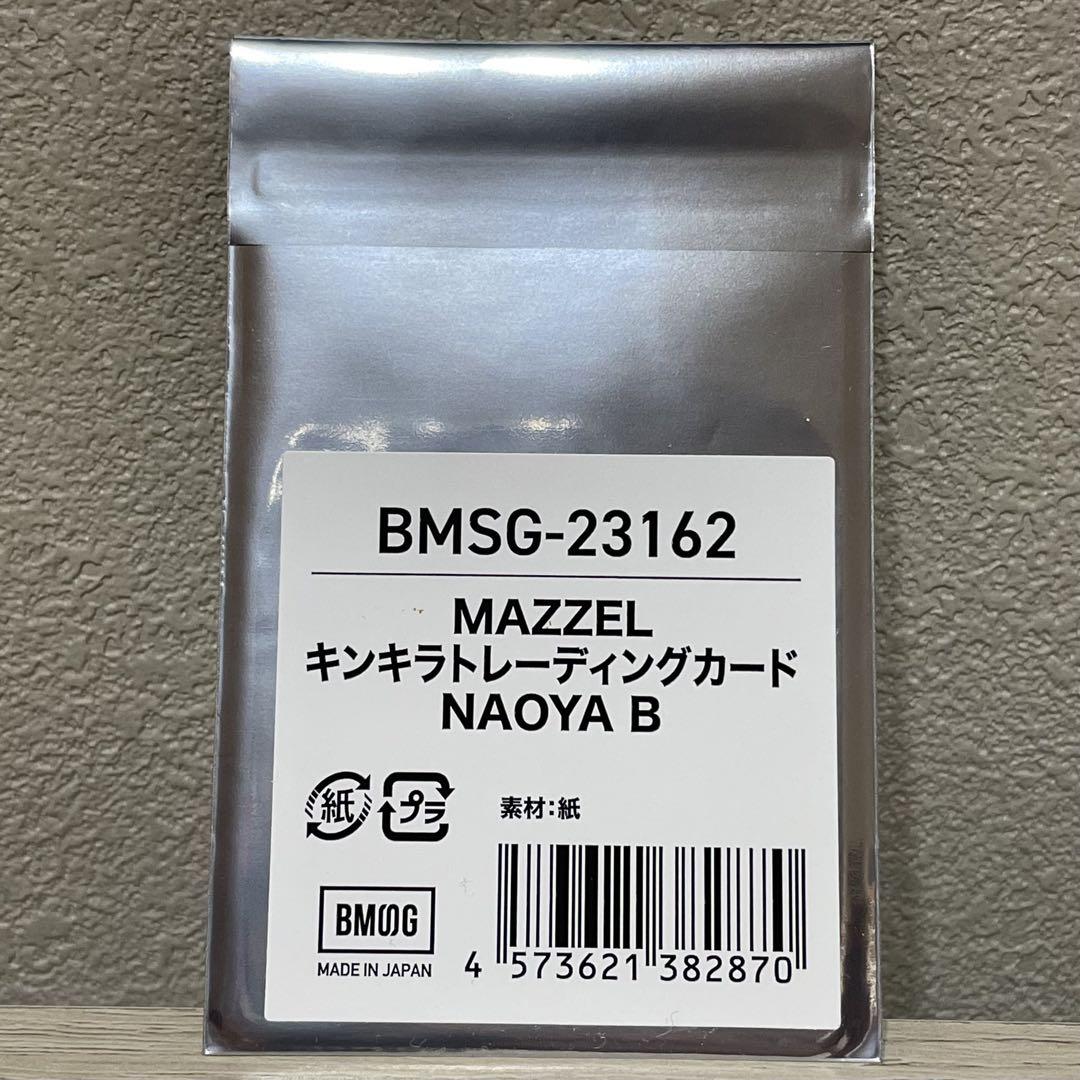 BMSG-23162
MAZZEL
キンキラトレーディングカード
NAOYA B
紙 プラ 素材:紙
BMSG
MADE IN JAPAN
4 573621 382870